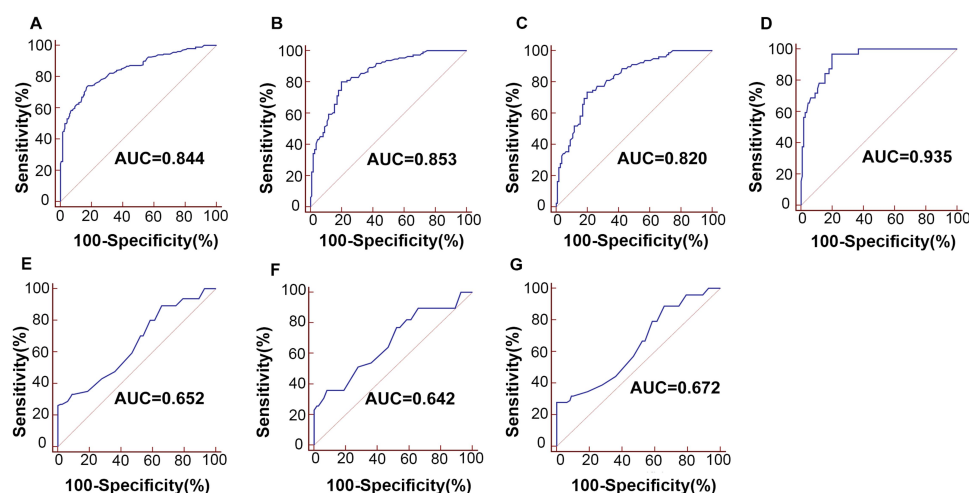 A
Sensitivity(%)
100
80
60
40
20
0
AUC=0.844
0 20 40 60 80 100
100-Specificity(%)
B
Sensitivity(%)
100
80
60
40
20
0
AUC=0.853
0 20 40 60 80 100
100-Specificity(%)
C
Sensitivity(%)
100
80
60
40
20
0
AUC=0.820
0 20 40 60 80 100
100-Specificity(%)
D
Sensitivity(%)
100
80
60
40
20
0
AUC=0.935
0 20 40 60 80 100
100-Specificity(%)
E
Sensitivity(%)
100
80
60
40
20
0
AUC=0.652
0 20 40 60 80 100
100-Specificity(%)
F
Sensitivity(%)
100
80
60
40
20
0
AUC=0.642
0 20 40 60 80 100
100-Specificity(%)
G
Sensitivity(%)
100
80
60
40
20
0
AUC=0.672
0 20 40 60 80 100
100-Specificity(%)